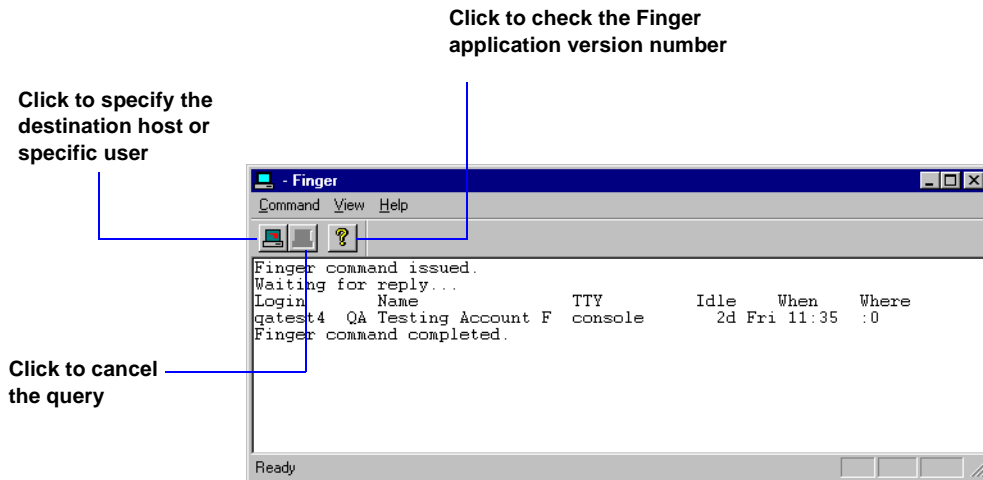 Click to check the Finger
application version number
Click to specify the
destination host or
specific user
- Finger
Command View Help
Finger command issued.
Waiting for reply...
Login Name TTY Idle When Where
qatest4 QA Testing Account F console 2d Fri 11:35 :0
Finger command completed.
Click to cancel
the query
Ready